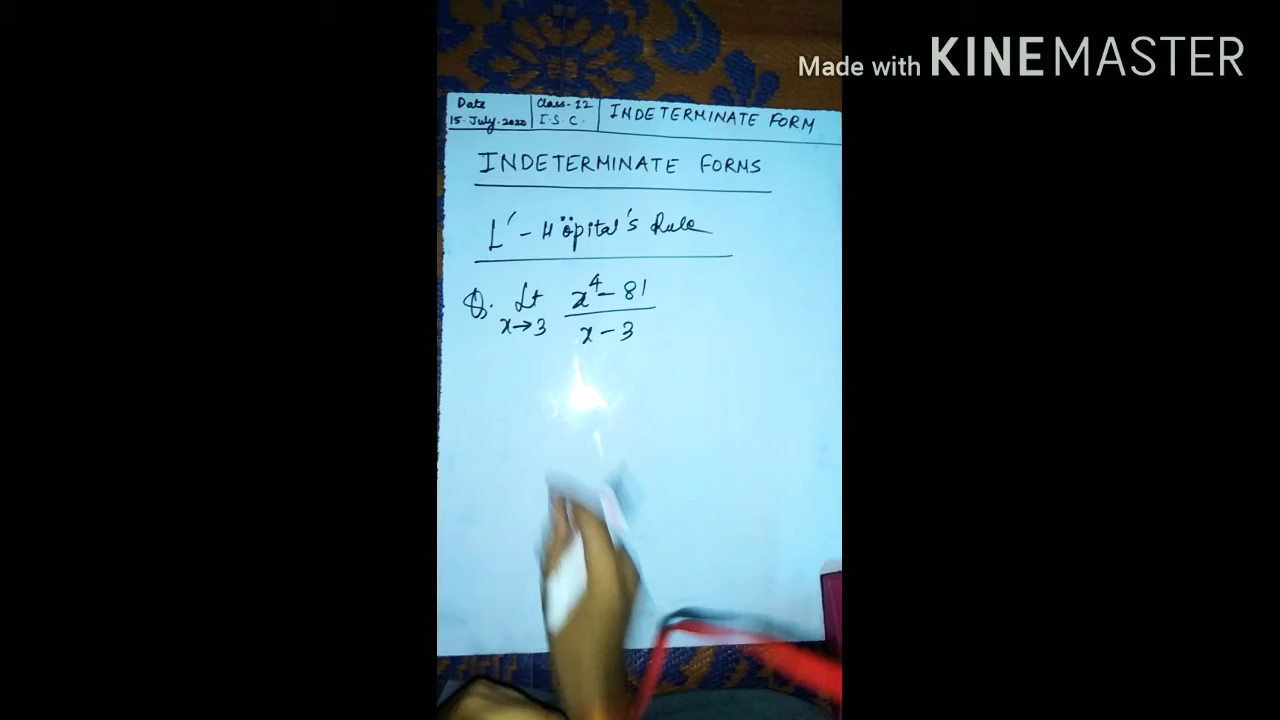 Made with KINEMASTER
Date
15. July. 2020
Class-12
I.S.C.
INDETERMINATE FORM
INDETERMINATE FORMS
L'-Höpital's Rule
Q. Lt x^4 - 81
x→3 x - 3